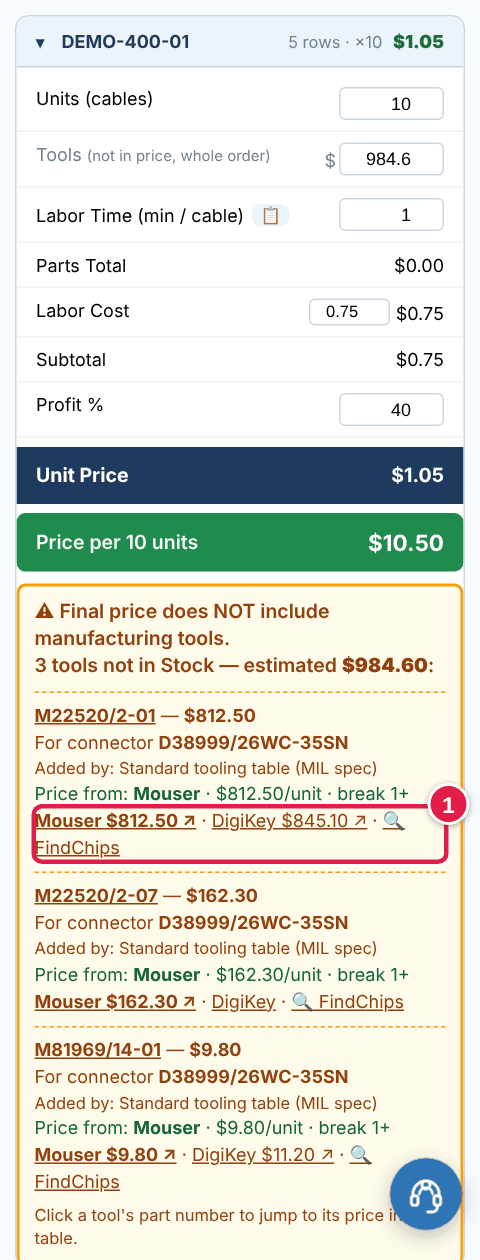 ▼ DEMO-400-01 5 rows · ×10 $1.05
Units (cables) 10
Tools (not in price, whole order) $ 984.6
Labor Time (min / cable) 📋 1
Parts Total $0.00
Labor Cost 0.75 $0.75
Subtotal $0.75
Profit % 40
Unit Price $1.05
Price per 10 units $10.50
⚠ Final price does NOT include
manufacturing tools.
3 tools not in Stock — estimated $984.60:
M22520/2-01 — $812.50
For connector D38999/26WC-35SN
Added by: Standard tooling table (MIL spec)
Price from: Mouser · $812.50/unit · break 1+
1
Mouser $812.50 ↗ · DigiKey $845.10 ↗ · 🔍
FindChips
M22520/2-07 — $162.30
For connector D38999/26WC-35SN
Added by: Standard tooling table (MIL spec)
Price from: Mouser · $162.30/unit · break 1+
Mouser $162.30 ↗ · DigiKey · 🔍 FindChips
M81969/14-01 — $9.80
For connector D38999/26WC-35SN
Added by: Standard tooling table (MIL spec)
Price from: Mouser · $9.80/unit · break 1+
Mouser $9.80 ↗ · DigiKey $11.20 ↗ · 🔍
FindChips
Click a tool's part number to jump to its price in
table.